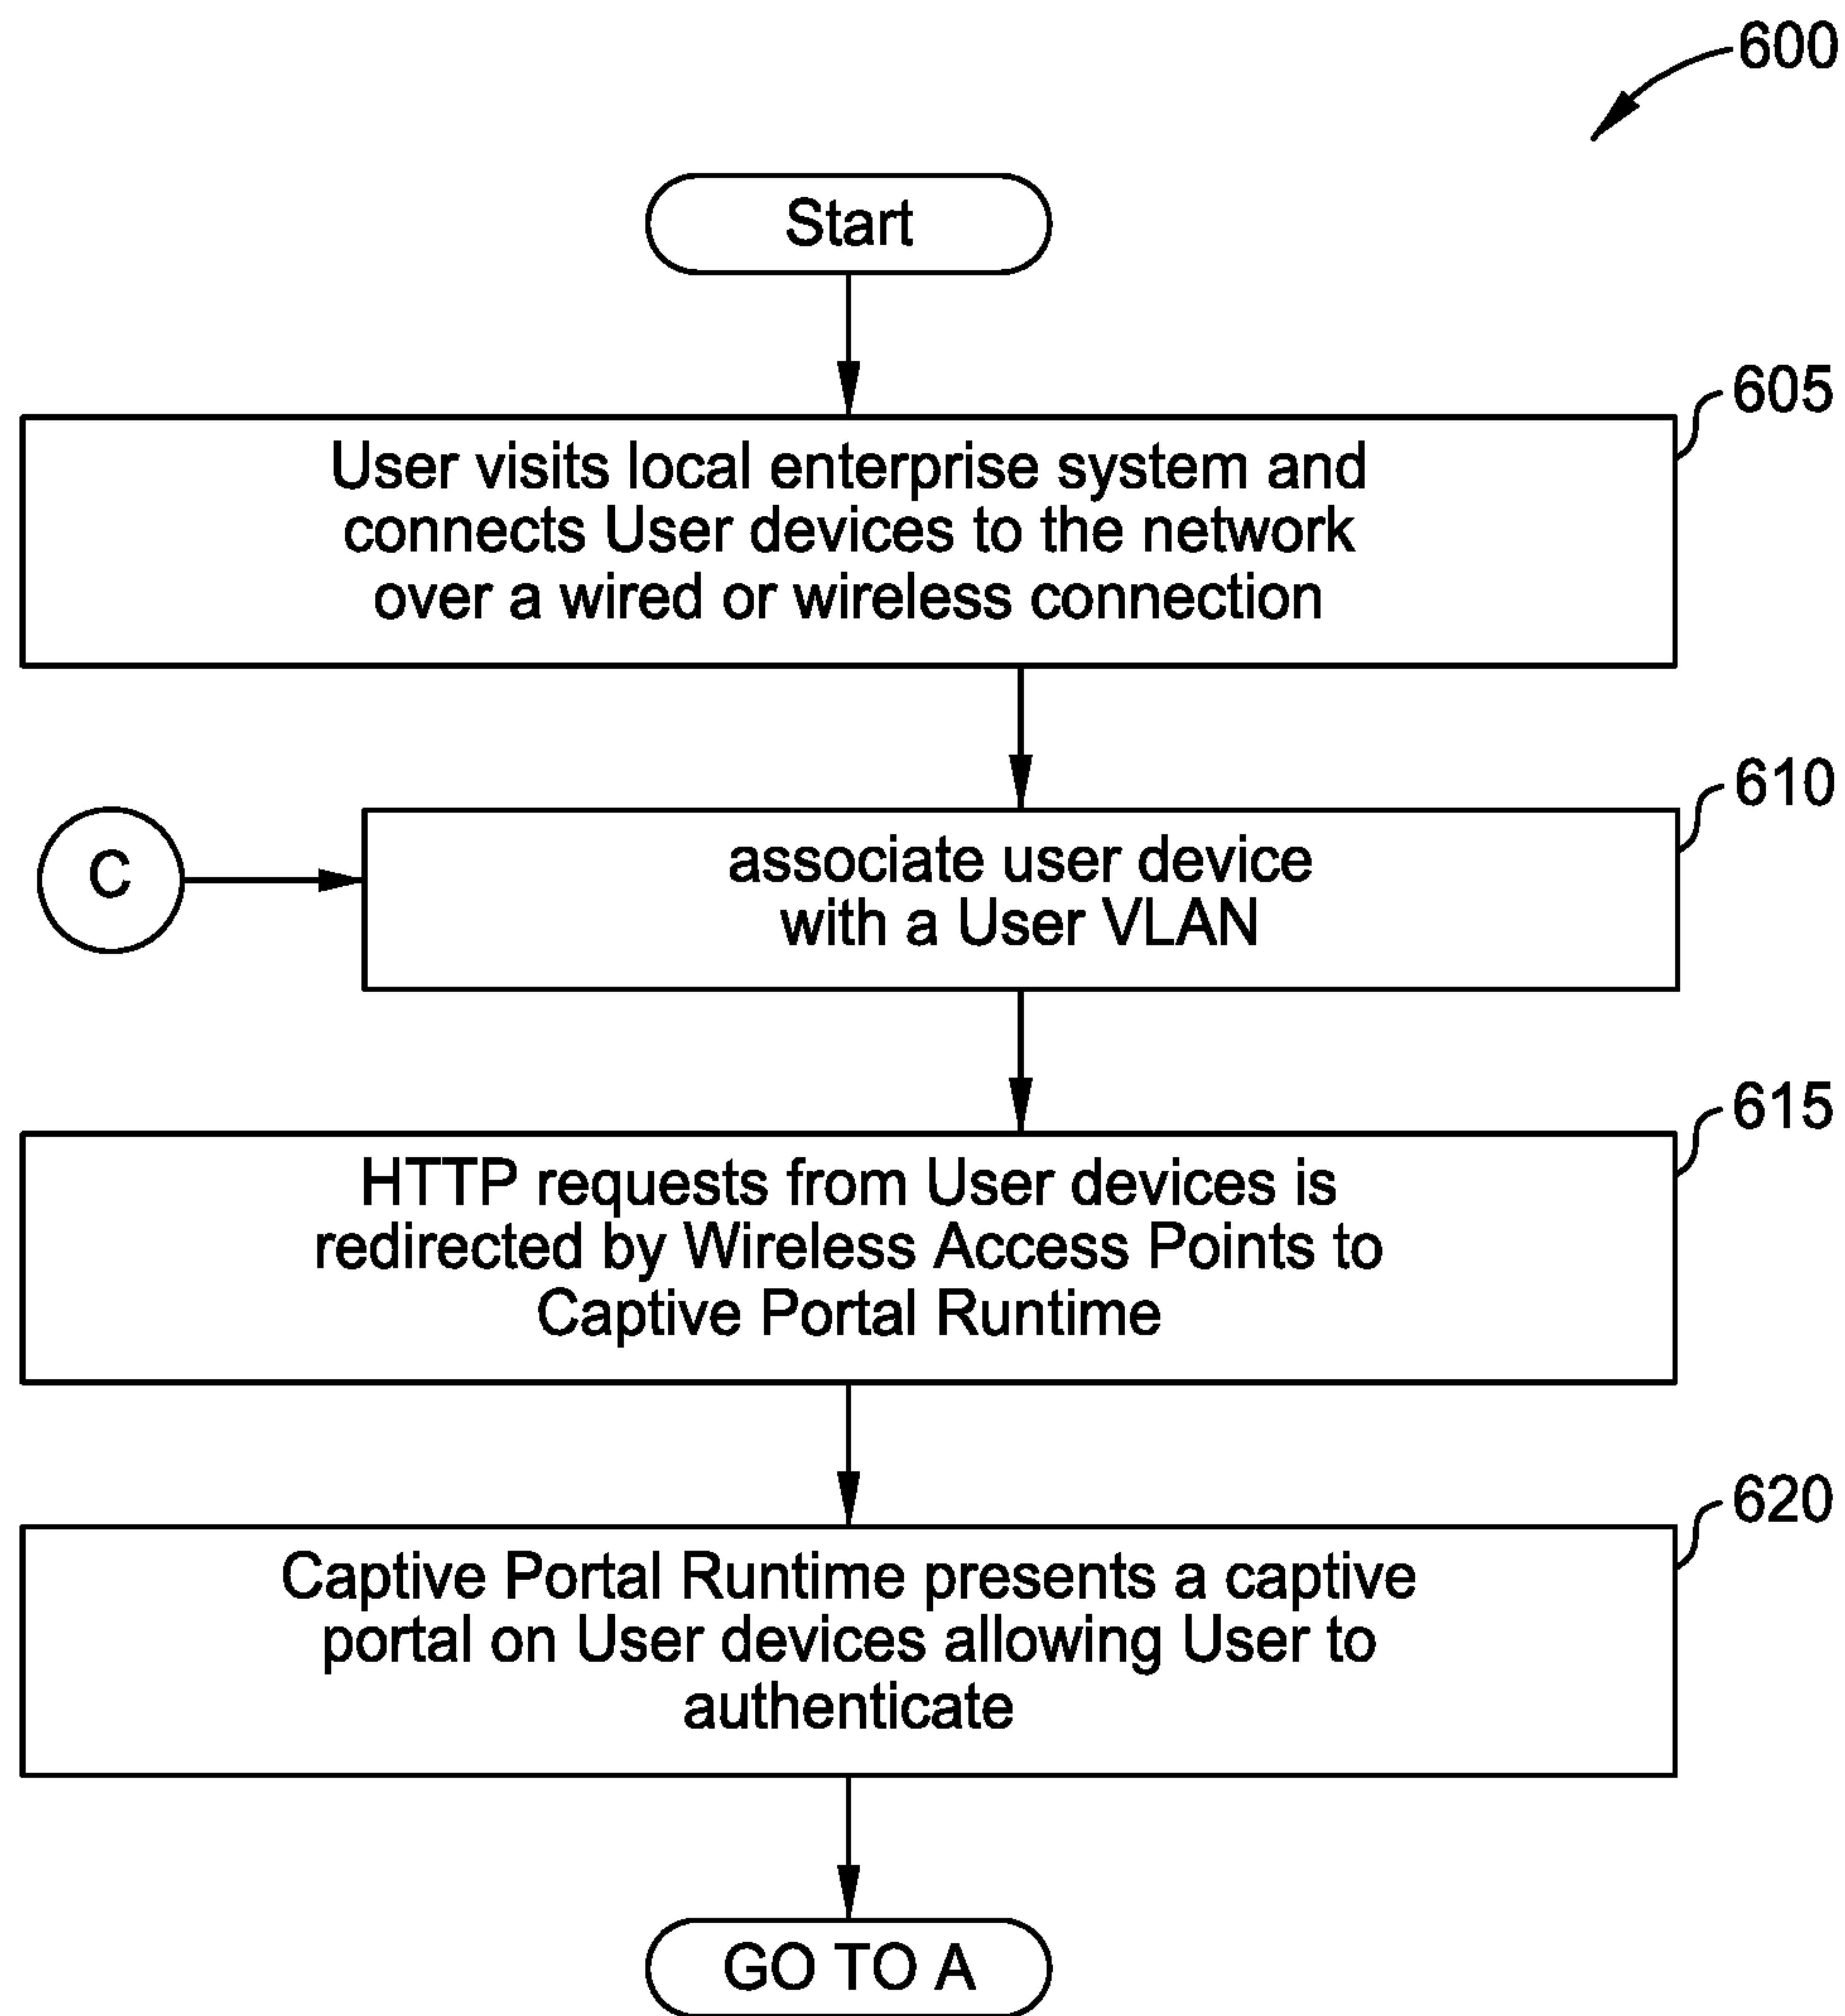 600
Start
605
User visits local enterprise system and
connects User devices to the network
over a wired or wireless connection
610
C
associate user device
with a User VLAN
615
HTTP requests from User devices is
redirected by Wireless Access Points to
Captive Portal Runtime
620
Captive Portal Runtime presents a captive
portal on User devices allowing User to
authenticate
GO TO A